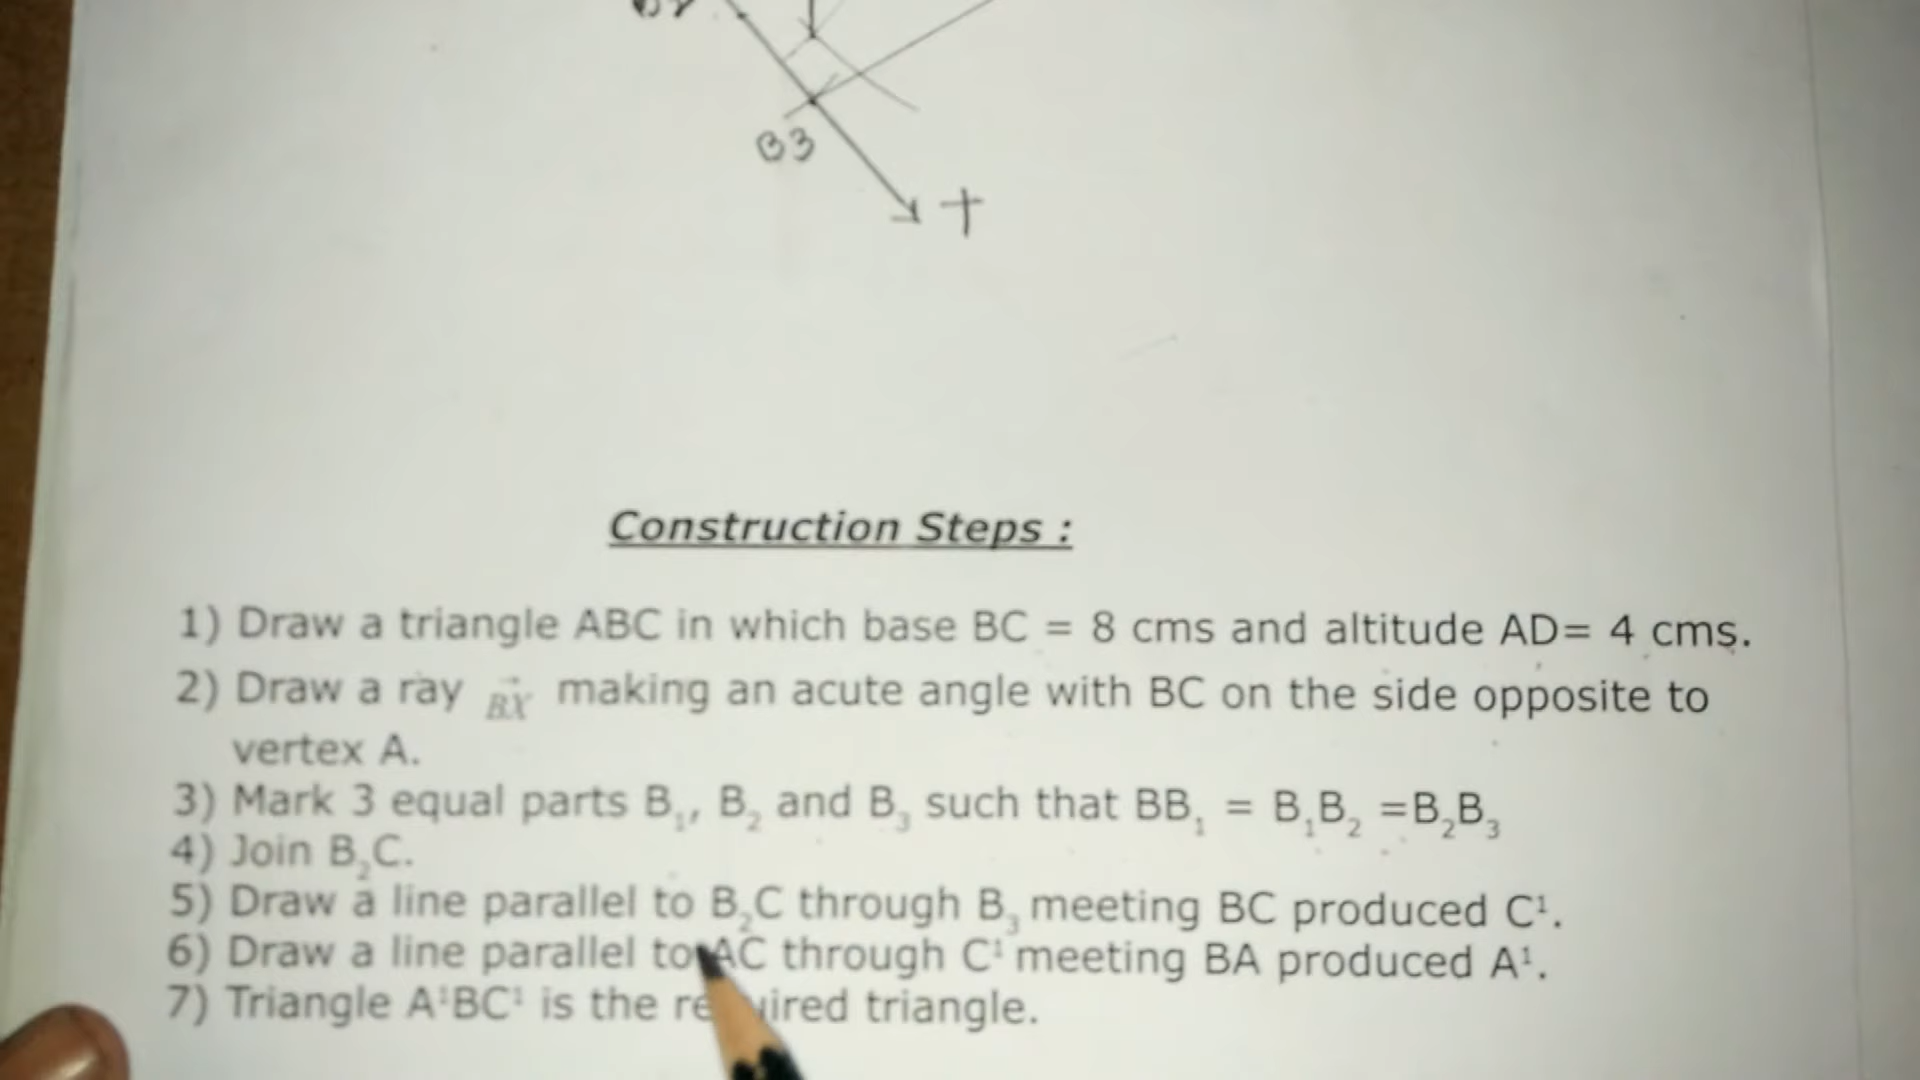 B3
Construction Steps :
1) Draw a triangle ABC in which base BC = 8 cms and altitude AD= 4 cms.
2) Draw a ray BX making an acute angle with BC on the side opposite to
vertex A.
3) Mark 3 equal parts B₁, B₂ and B₃ such that BB₁ = B₁B₂ =B₂B₃
4) Join B₂C.
5) Draw a line parallel to B₂C through B₃ meeting BC produced C¹.
6) Draw a line parallel to AC through C¹ meeting BA produced A¹.
7) Triangle A¹BC¹ is the required triangle.